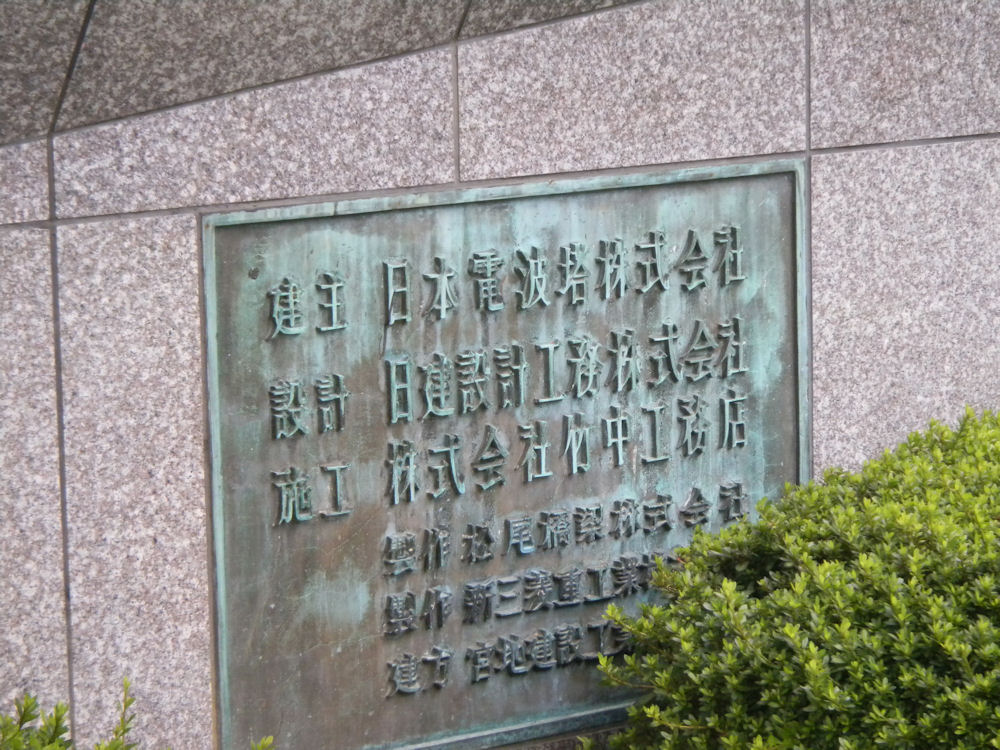 建主 日本電波塔株式会社
設計 日建設計工務株式会社
施工 株式会社竹中工務店
製作 松尾橋梁株式会社
製作 新三菱重工業
建方 宮地建設工業